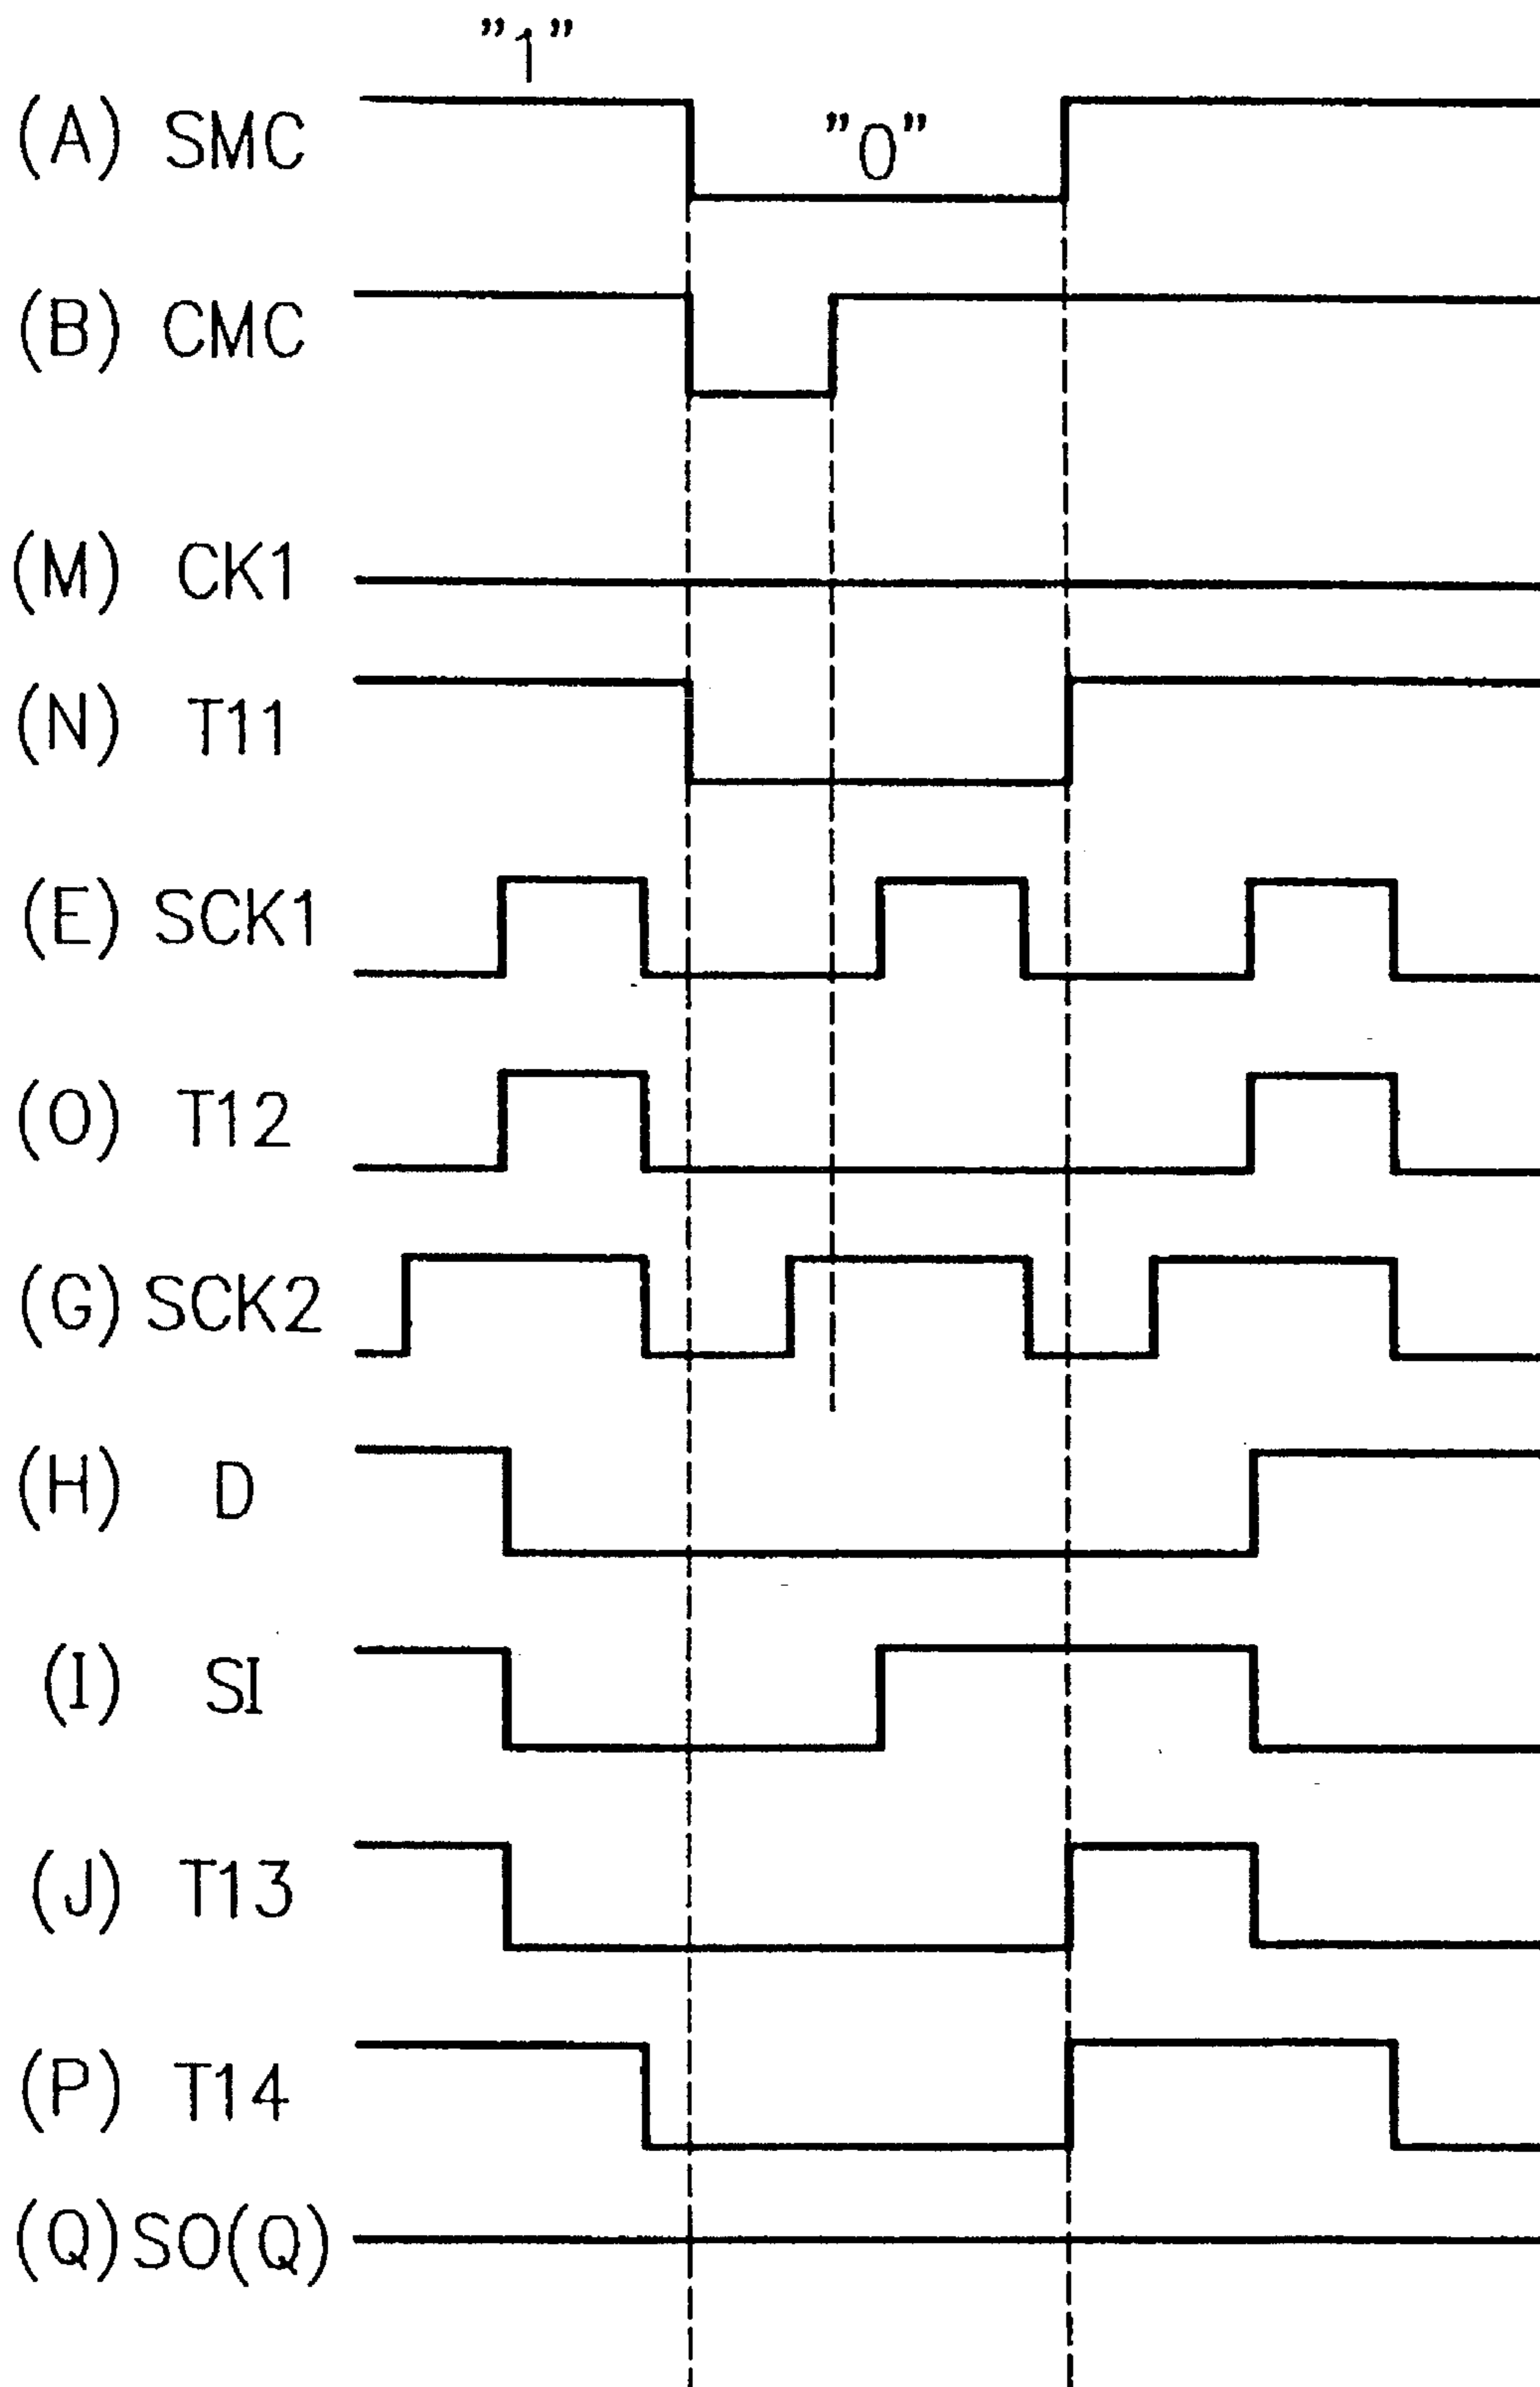 ”1”
(A) SMC
”0”
(B) CMC
(M) CK1
(N) T11
(E) SCK1
(O) T12
(G) SCK2
(H) D
(I) SI
(J) T13
(P) T14
(Q) SO(Q)